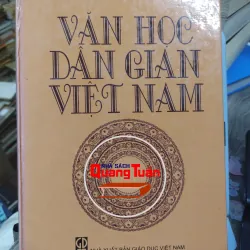 VĂN HỌC
DÂN GIAN
VIỆT NAM
NHÀ SÁCH
Quang Tuấn
NHÀ XUẤT BẢN GIÁO DỤC VIỆT NAM